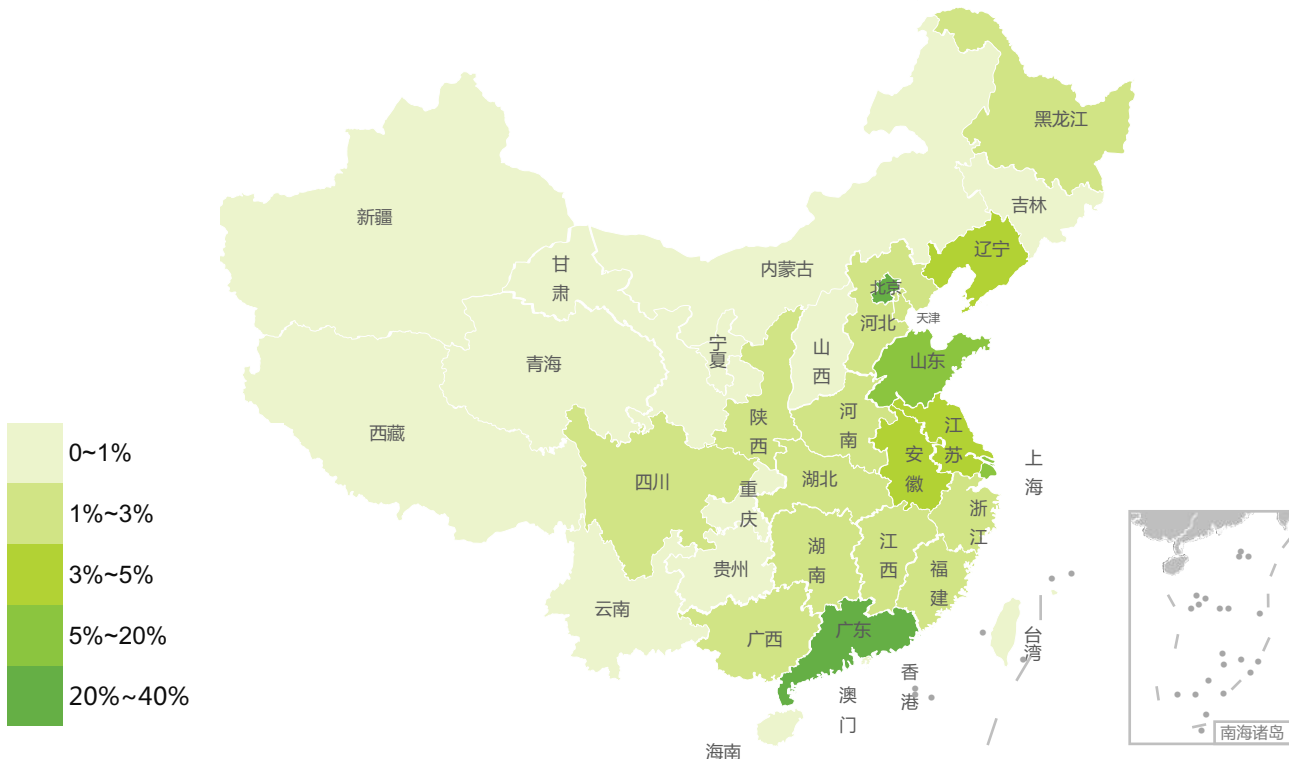 黑龙江
吉林
新疆
辽宁
甘肃
内蒙古
北京
天津
河北
宁夏
山西
青海
山东
陕西
河南
江苏
西藏
0~1%
安徽
上海
四川
重庆
湖北
1%~3%
浙江
湖南
江西
贵州
福建
3%~5%
云南
广西
广东
台湾
5%~20%
香港
澳门
20%~40%
海南
南海诸岛